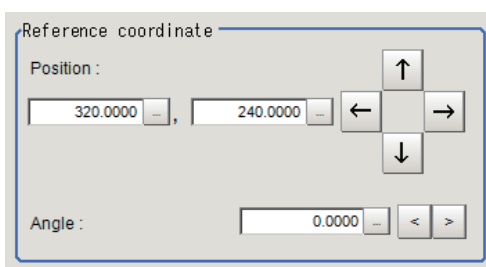 Reference coordinate
Position :
↑
320.0000 ... , 240.0000 ... ← →
↓
Angle : 0.0000 ... < >